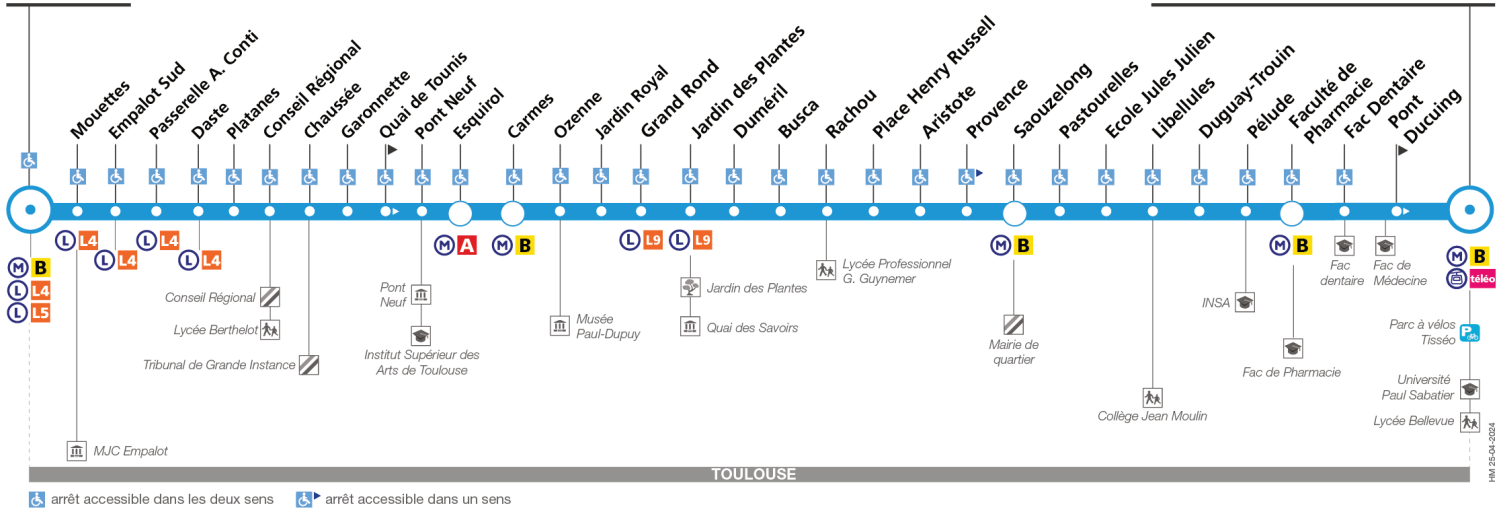 Mouettes
Empalot Sud
Passerelle A. Conti
Daste
Platanes
Conseil Régional
Chaussée
Garonnette
Quai de Tounis
Pont Neuf
Esquirol
Carmes
Ozenne
Jardin Royal
Grand Rond
Jardin des Plantes
Duméril
Busca
Rachou
Place Henry Russell
Aristote
Provence
Saouzelong
Pastourelles
Ecole Jules Julien
Libellules
Duguay-Trouin
Pélude
Faculté de
Pharmacie
Fac Dentaire
Pont
Ducuing
M B
L L4
L L5
L L4
L L4
L L4
L L4
M A
M B
L L9
L L9
M B
M B
M B
téléo
Conseil Régional
Lycée Berthelot
Tribunal de Grande Instance
MJC Empalot
Pont
Neuf
Institut Supérieur des
Arts de Toulouse
Musée
Paul-Dupuy
Jardin des Plantes
Quai des Savoirs
Lycée Professionnel
G. Guynemer
Mairie de
quartier
Collège Jean Moulin
INSA
Fac de Pharmacie
Fac
dentaire
Fac de
Médecine
Parc à vélos
Tisséo
P
Université
Paul Sabatier
Lycée Bellevue
TOULOUSE
arrêt accessible dans les deux sens
arrêt accessible dans un sens
HM 25-04-2024